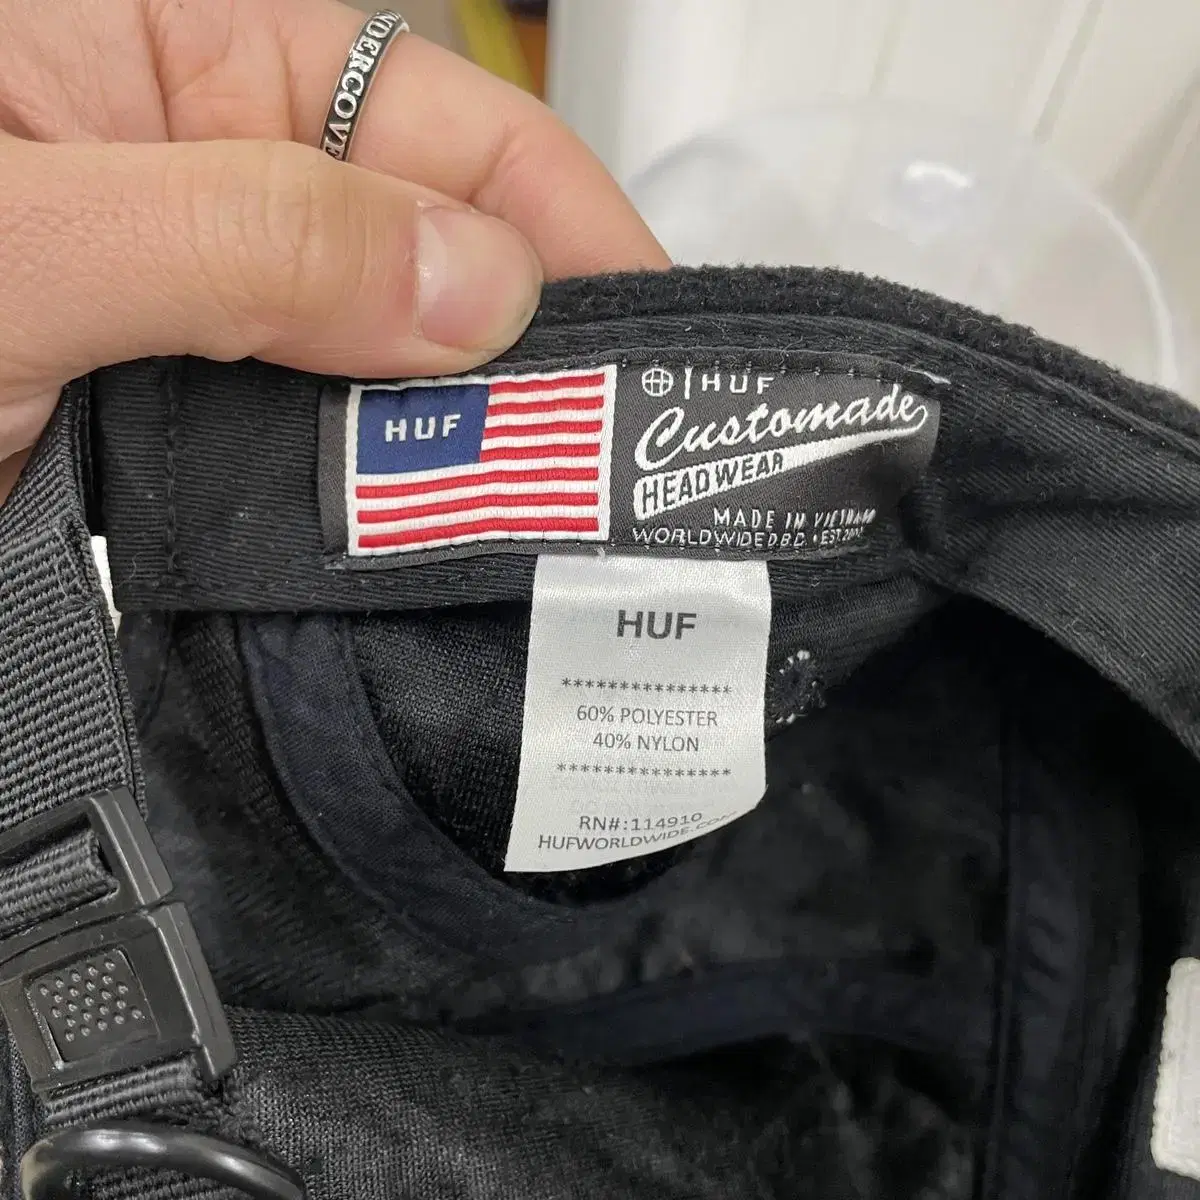 UNDERCOVE
HUF
HUF
Customade
HEADWEAR
MADE IN VIETNAM
WORLDWIDE D.B.C. • EST.2002
HUF
***************
60% POLYESTER
40% NYLON
***************
RN#:114910
HUFWORLDWIDE.COM